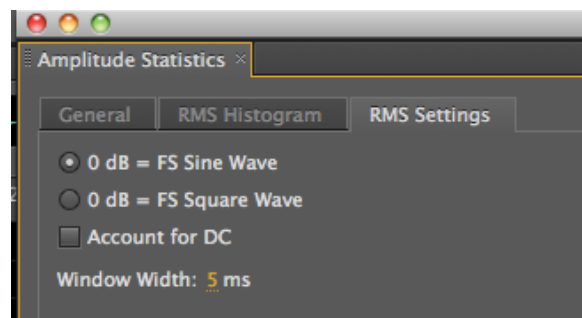 Amplitude Statistics ×
General RMS Histogram RMS Settings
0 dB = FS Sine Wave
0 dB = FS Square Wave
Account for DC
Window Width: 5 ms